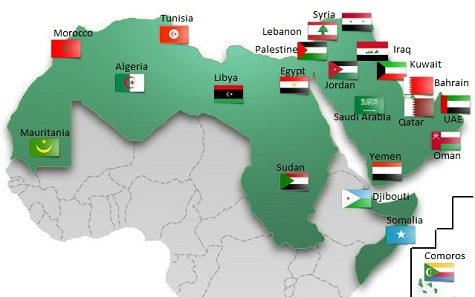 Syria
Tunisia
Lebanon
Morocco
Palestine
Iraq
Kuwait
Algeria
Libya
Egypt
Jordan
Bahrain
Saudi Arabia
Qatar
UAE
Mauritania
Oman
Yemen
Sudan
Djibouti
Somalia
Comoros